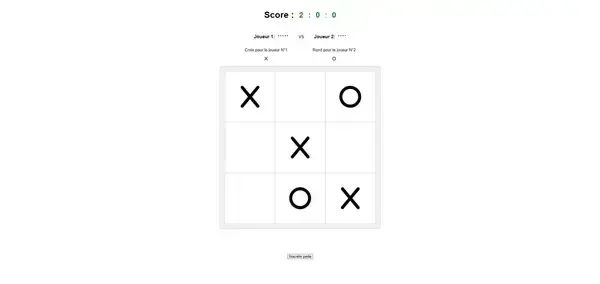 Score : 2 : 0 : 0
Joueur 1: ***** VS Joueur 2: ****
Croix pour le joueur N°1 Rond pour le joueur N°2
X O
X O
X
O X
Nouvelle partie